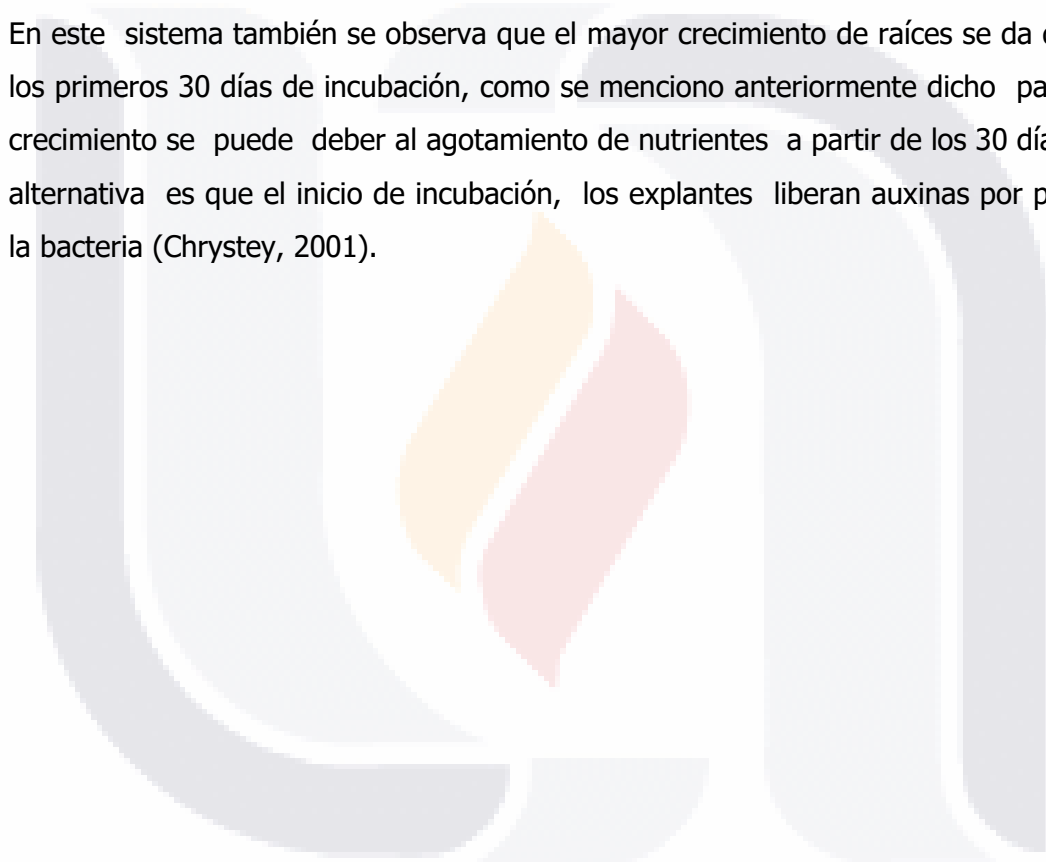 En este sistema también se observa que el mayor crecimiento de raíces se da
los primeros 30 días de incubación, como se menciono anteriormente dicho
crecimiento se puede deber al agotamiento de nutrientes a partir de los 30
alternativa es que el inicio de incubación, los explantes liberan auxinas por
la bacteria (Chrystey, 2001).